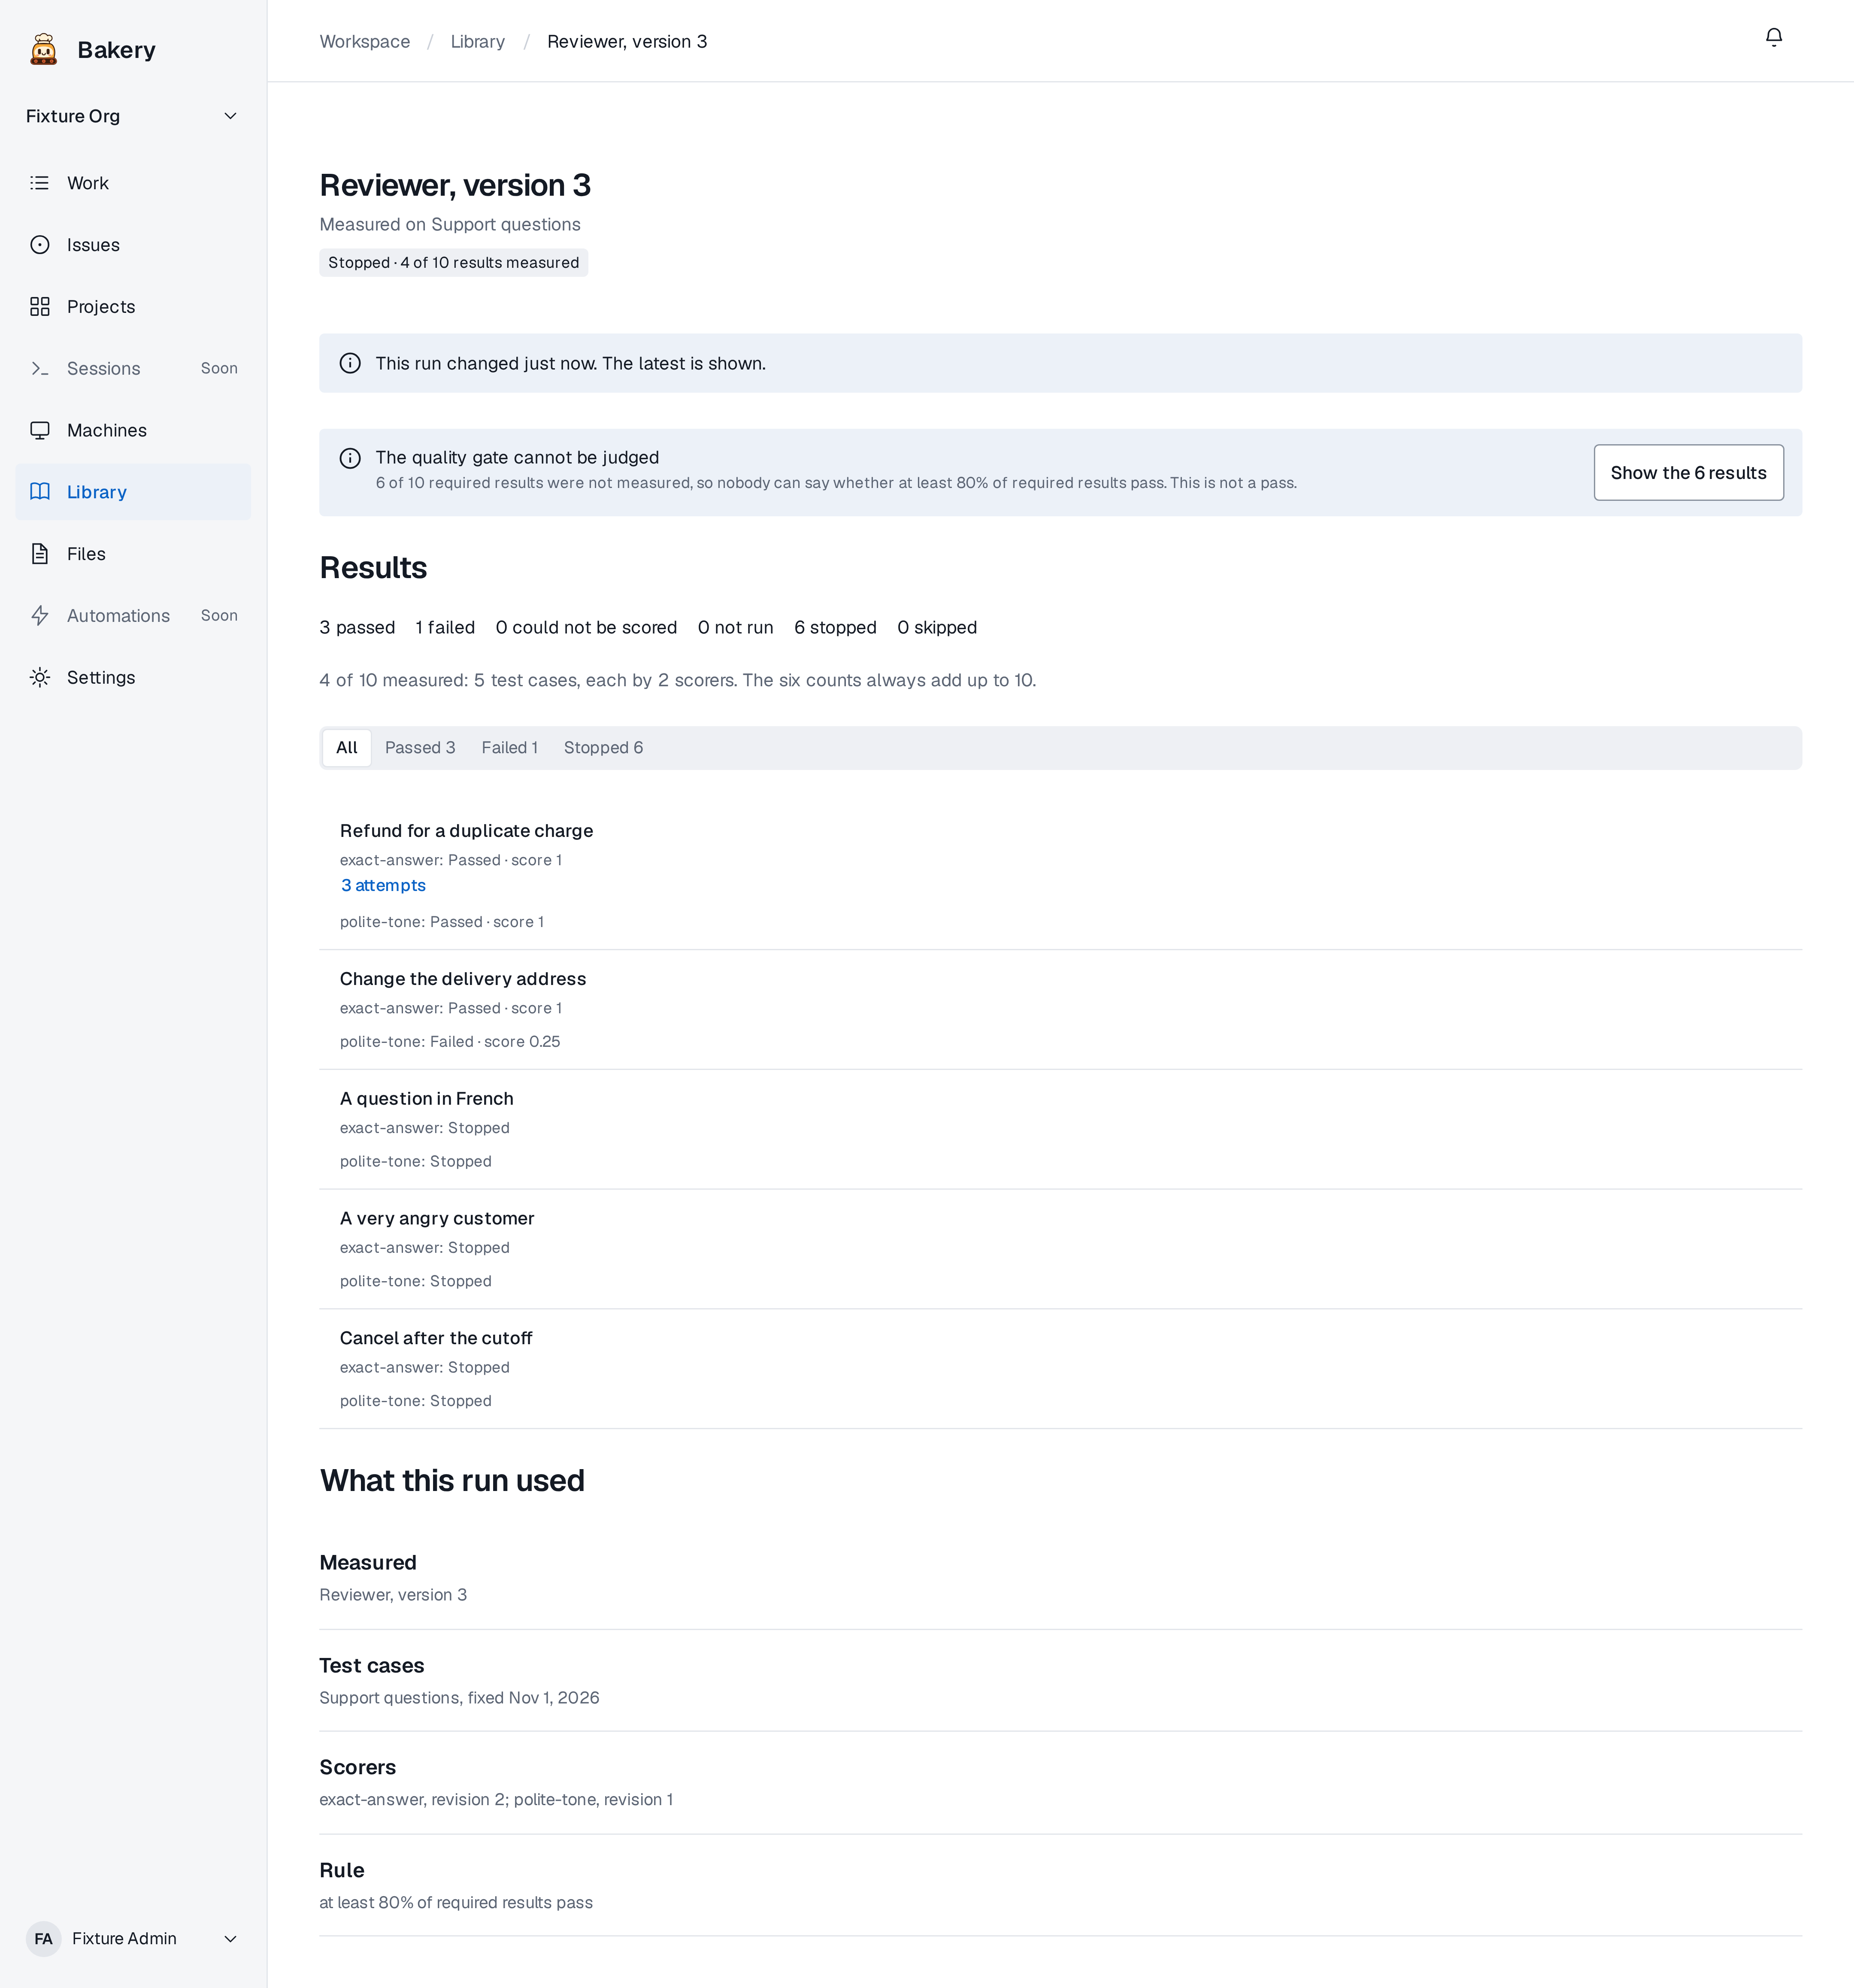 Bakery
Fixture Org
Work
Issues
Projects
Sessions Soon
Machines
Library
Files
Automations Soon
Settings
FA Fixture Admin
Workspace / Library / Reviewer, version 3
Reviewer, version 3
Measured on Support questions
Stopped · 4 of 10 results measured
This run changed just now. The latest is shown.
The quality gate cannot be judged
6 of 10 required results were not measured, so nobody can say whether at least 80% of required results pass. This is not a pass.
Show the 6 results
Results
3 passed 1 failed 0 could not be scored 0 not run 6 stopped 0 skipped
4 of 10 measured: 5 test cases, each by 2 scorers. The six counts always add up to 10.
All Passed 3 Failed 1 Stopped 6
Refund for a duplicate charge
exact-answer: Passed · score 1
3 attempts
polite-tone: Passed · score 1
Change the delivery address
exact-answer: Passed · score 1
polite-tone: Failed · score 0.25
A question in French
exact-answer: Stopped
polite-tone: Stopped
A very angry customer
exact-answer: Stopped
polite-tone: Stopped
Cancel after the cutoff
exact-answer: Stopped
polite-tone: Stopped
What this run used
Measured
Reviewer, version 3
Test cases
Support questions, fixed Nov 1, 2026
Scorers
exact-answer, revision 2; polite-tone, revision 1
Rule
at least 80% of required results pass